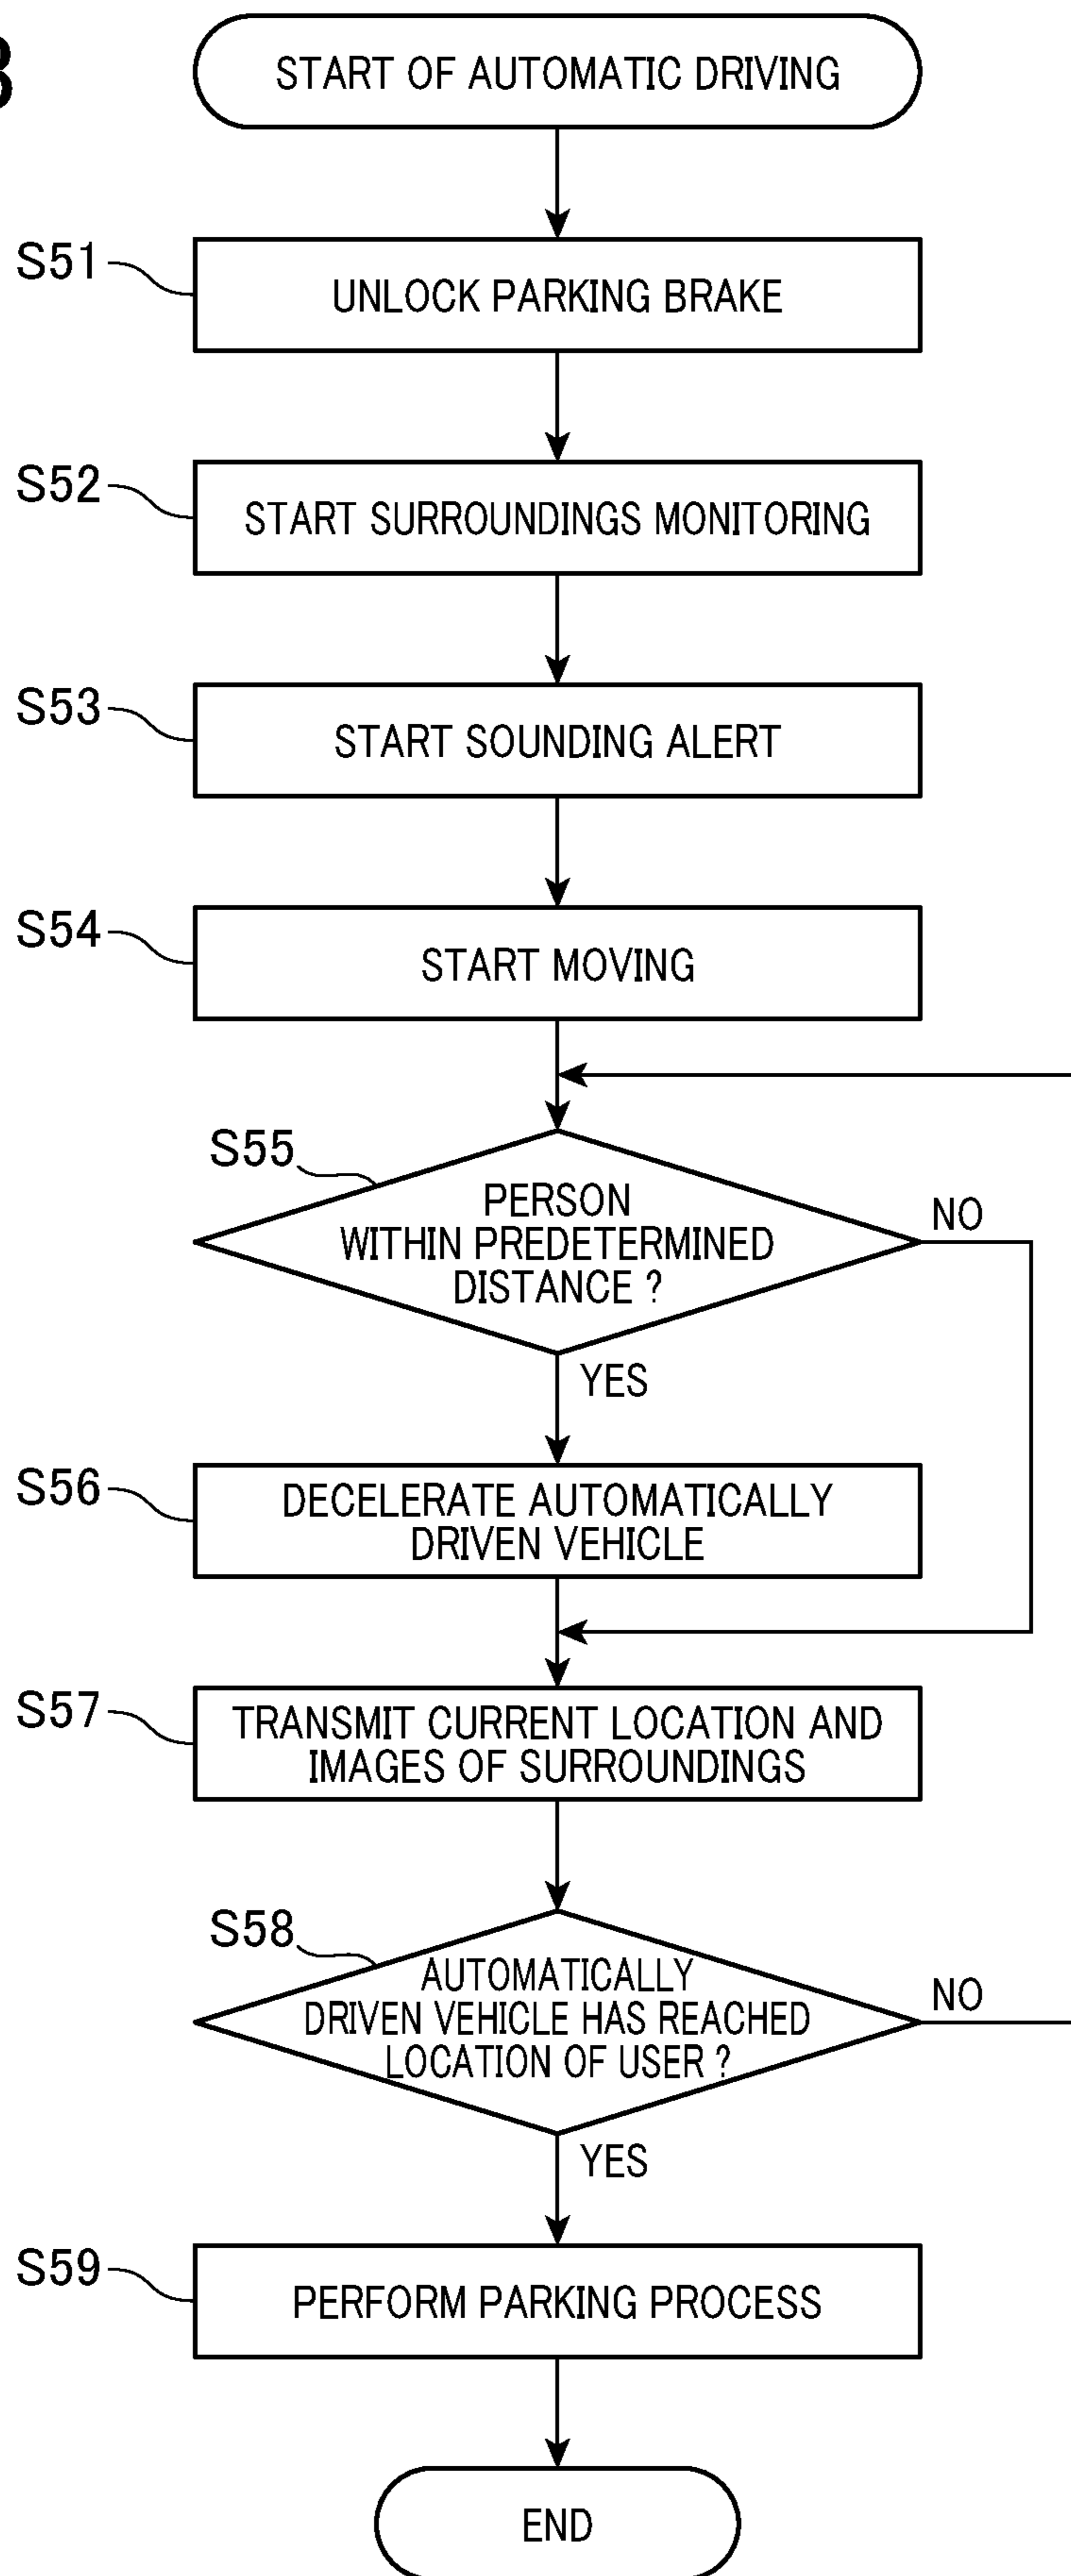 START OF AUTOMATIC DRIVING
S51
UNLOCK PARKING BRAKE
S52
START SURROUNDINGS MONITORING
S53
START SOUNDING ALERT
S54
START MOVING
S55
PERSON
WITHIN PREDETERMINED
DISTANCE ?
NO
YES
S56
DECELERATE AUTOMATICALLY
DRIVEN VEHICLE
S57
TRANSMIT CURRENT LOCATION AND
IMAGES OF SURROUNDINGS
S58
AUTOMATICALLY
DRIVEN VEHICLE HAS REACHED
LOCATION OF USER ?
NO
YES
S59
PERFORM PARKING PROCESS
END